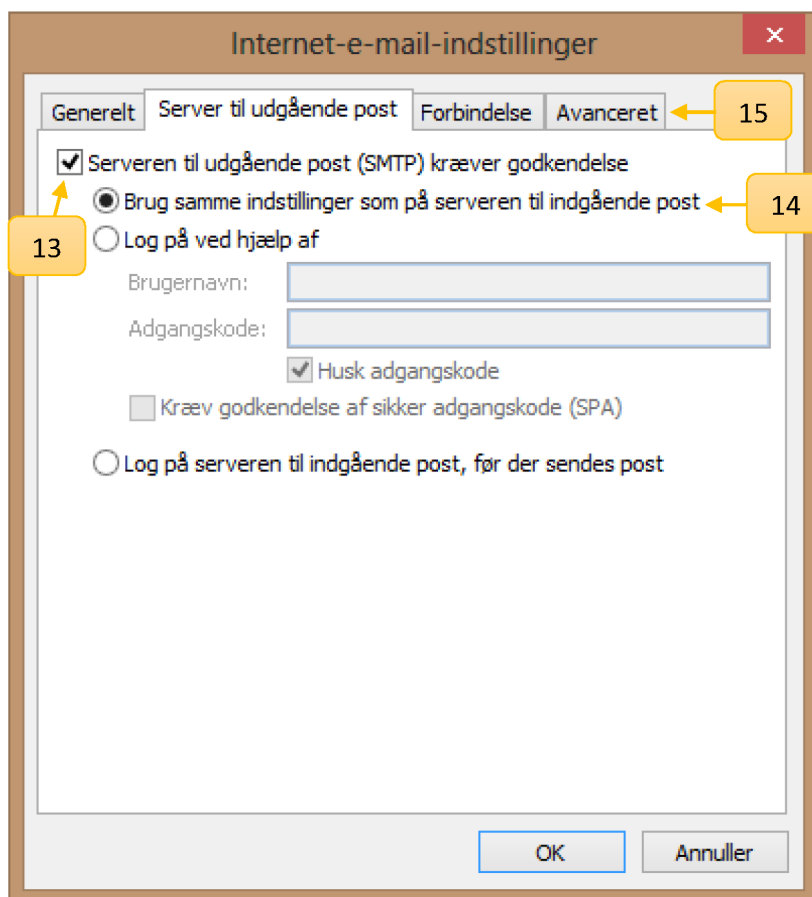 Internet-e-mail-indstillinger
x
Generelt Server til udgående post Forbindelse Avanceret 15
Serveren til udgående post (SMTP) kræver godkendelse
Brug samme indstillinger som på serveren til indgående post 14
13 Log på ved hjælp af
Brugernavn:
Adgangskode:
Husk adgangskode
Kræv godkendelse af sikker adgangskode (SPA)
Log på serveren til indgående post, før der sendes post
OK Annuller